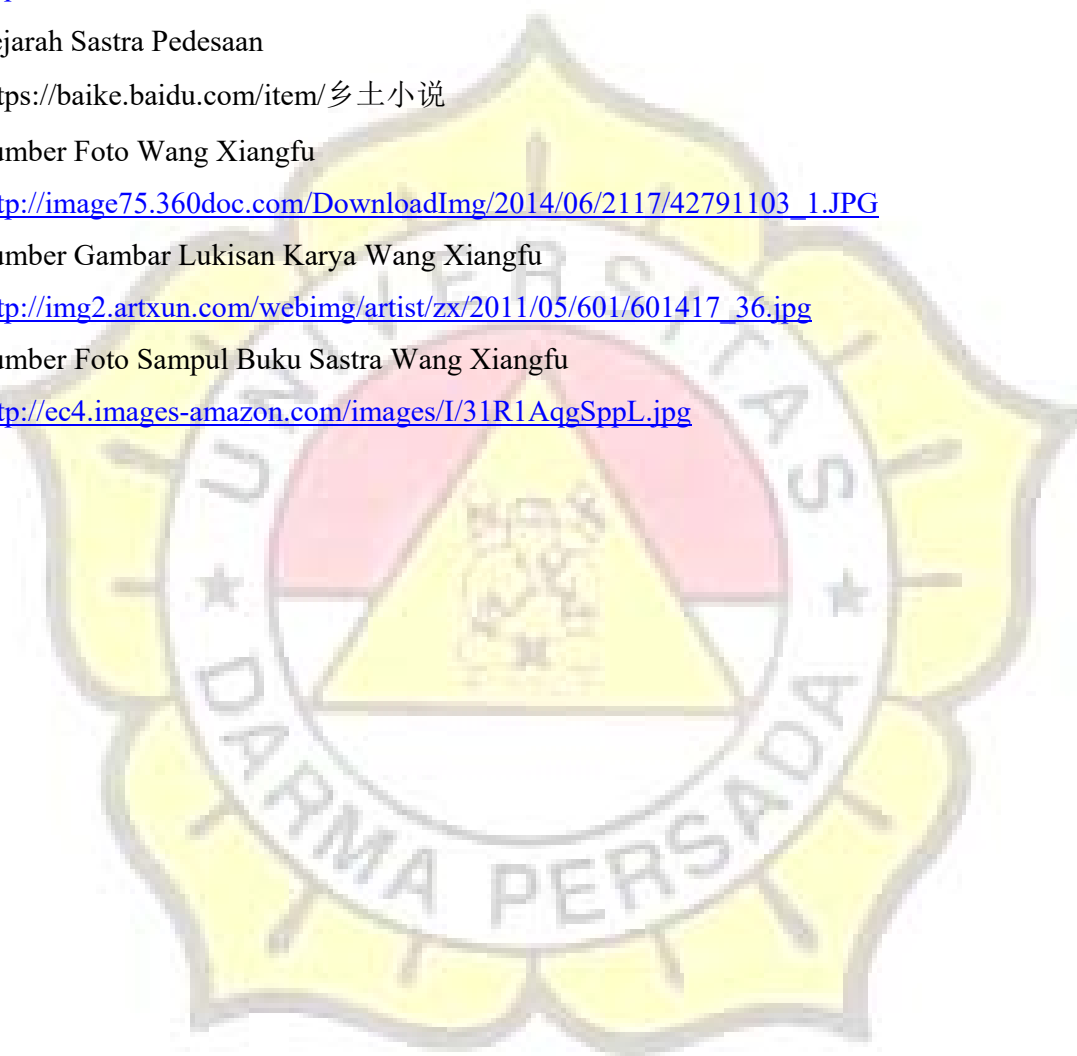 ejarah Sastra Pedesaan
tps://baike.baidu.com/item/乡土小说
umber Foto Wang Xiangfu
tp://image75.360doc.com/DownloadImg/2014/06/2117/42791103_1.JPG
umber Gambar Lukisan Karya Wang Xiangfu
tp://img2.artxun.com/webimg/artist/zx/2011/05/601/601417_36.jpg
umber Foto Sampul Buku Sastra Wang Xiangfu
tp://ec4.images-amazon.com/images/I/31R1AqgSppL.jpg
UNIVERSITAS
DARMA PERSADA